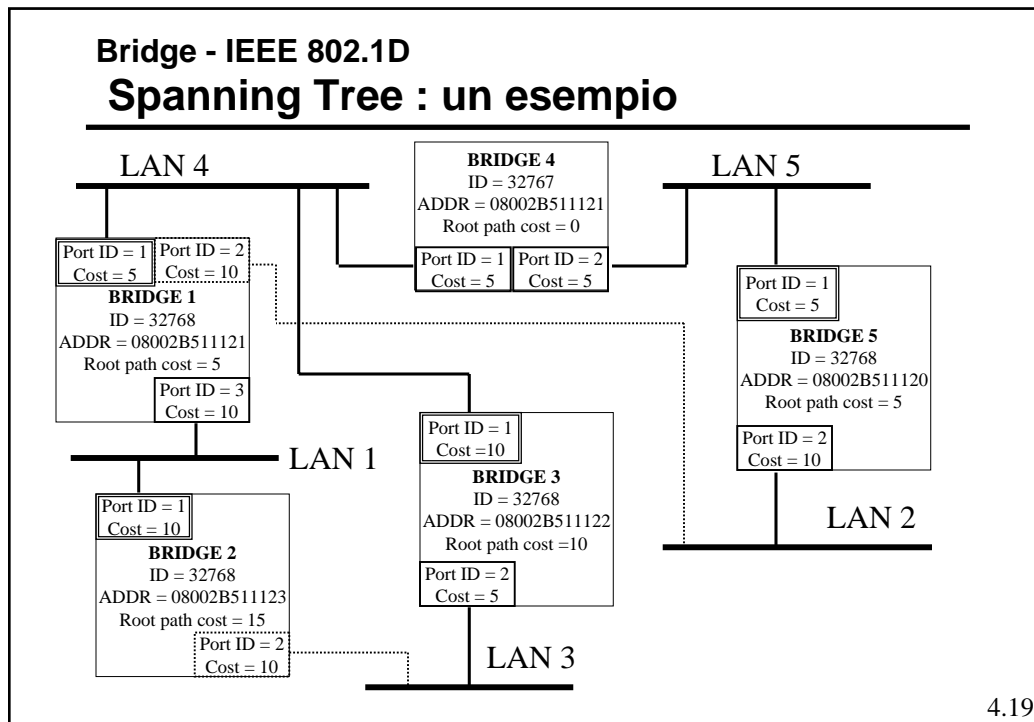 Bridge - IEEE 802.1D
Spanning Tree : un esempio
LAN 4
BRIDGE 4
ID = 32767
ADDR = 08002B511121
Root path cost = 0
Port ID = 1
Cost = 5
Port ID = 2
Cost = 5
LAN 5
Port ID = 1
Cost = 5
Port ID = 2
Cost = 10
BRIDGE 1
ID = 32768
ADDR = 08002B511121
Root path cost = 5
Port ID = 3
Cost = 10
LAN 1
Port ID = 1
Cost = 5
BRIDGE 5
ID = 32768
ADDR = 08002B511120
Root path cost = 5
Port ID = 2
Cost = 10
LAN 2
Port ID = 1
Cost =10
BRIDGE 3
ID = 32768
ADDR = 08002B511122
Root path cost =10
Port ID = 2
Cost = 5
LAN 3
Port ID = 1
Cost = 10
BRIDGE 2
ID = 32768
ADDR = 08002B511123
Root path cost = 15
Port ID = 2
Cost = 10
4.19